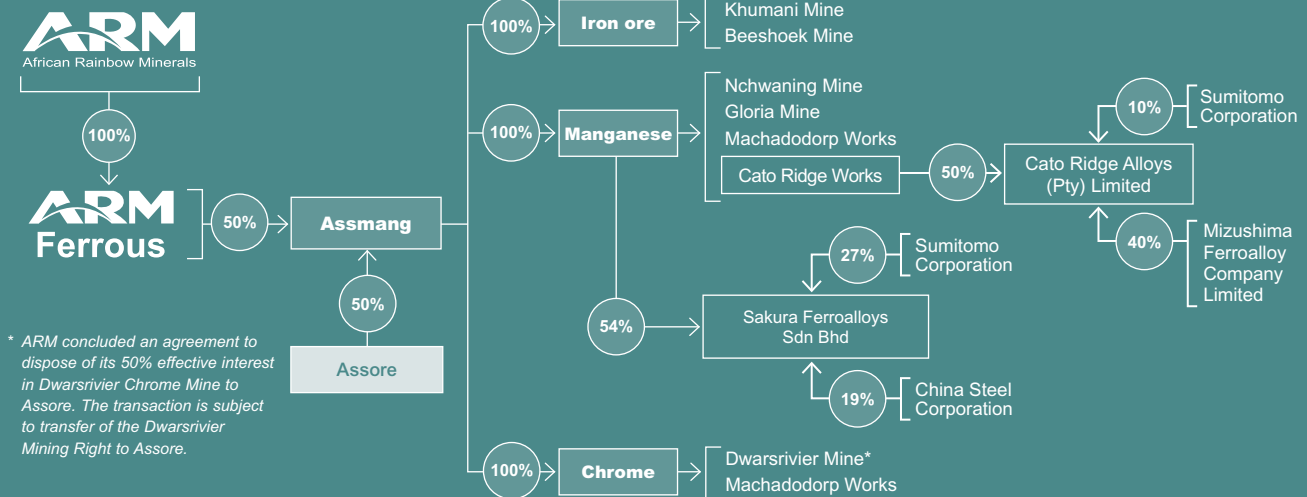 ARM
African Rainbow Minerals
100%
ARM
Ferrous
50%
Assmang
50%
Assore
* ARM concluded an agreement to
dispose of its 50% effective interest
in Dwarsrivier Chrome Mine to
Assore. The transaction is subject
to transfer of the Dwarsrivier
Mining Right to Assore.
100%
Iron ore
Khumani Mine
Beeshoek Mine
100%
Manganese
Nchwaning Mine
Gloria Mine
Machadodorp Works
Cato Ridge Works
50%
Cato Ridge Alloys
(Pty) Limited
10%
Sumitomo
Corporation
40%
Mizushima
Ferroalloy
Company
Limited
54%
Sakura Ferroalloys
Sdn Bhd
27%
Sumitomo
Corporation
19%
China Steel
Corporation
100%
Chrome
Dwarsrivier Mine*
Machadodorp Works